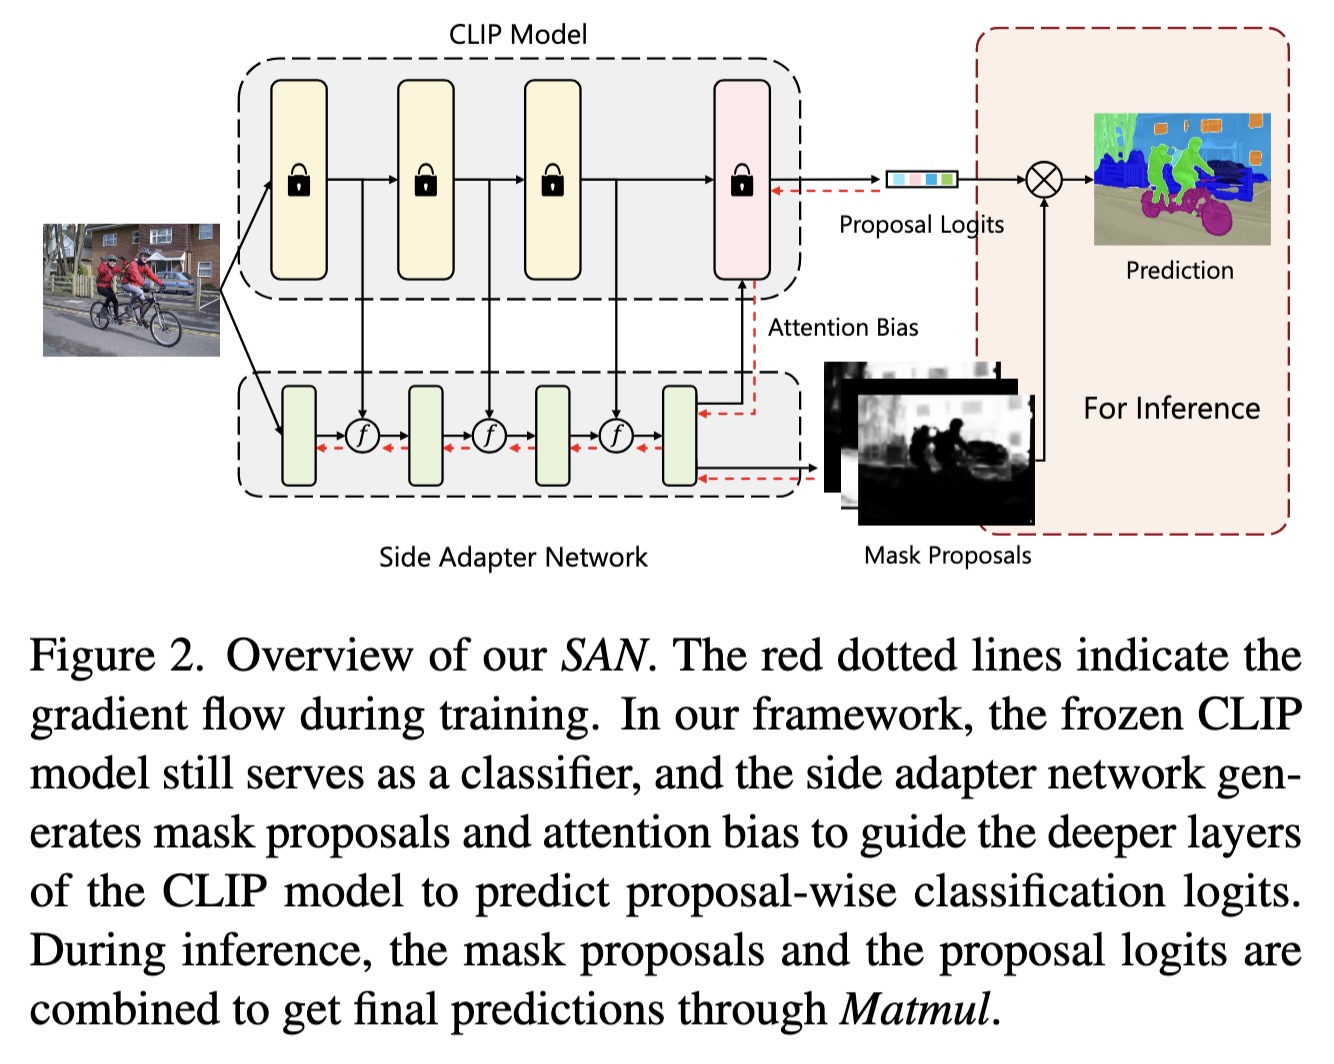 CLIP Model
Proposal Logits
Prediction
Attention Bias
For Inference
f
f
f
Side Adapter Network
Mask Proposals
Figure 2. Overview of our SAN. The red dotted lines indicate the
gradient flow during training. In our framework, the frozen CLIP
model still serves as a classifier, and the side adapter network gen-
erates mask proposals and attention bias to guide the deeper layers
of the CLIP model to predict proposal-wise classification logits.
During inference, the mask proposals and the proposal logits are
combined to get final predictions through Matmul.